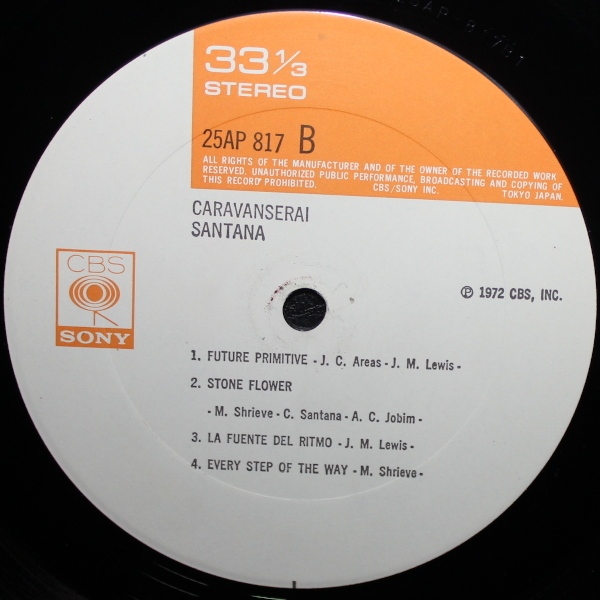 33 1/3
STEREO
25AP 817 B
ALL RIGHTS OF THE MANUFACTURER AND OF THE OWNER OF THE RECORDED WORK
RESERVED. UNAUTHORIZED PUBLIC PERFORMANCE, BROADCASTING AND COPYING OF
THIS RECORD PROHIBITED. CBS/SONY INC. TOKYO JAPAN.
CARAVANSERAI
SANTANA
CBS
SONY
℗ 1972 CBS, INC.
1. FUTURE PRIMITIVE - J. C. Areas - J. M. Lewis -
2. STONE FLOWER
- M. Shrieve - C. Santana - A. C. Jobim -
3. LA FUENTE DEL RITMO - J. M. Lewis -
4. EVERY STEP OF THE WAY - M. Shrieve -